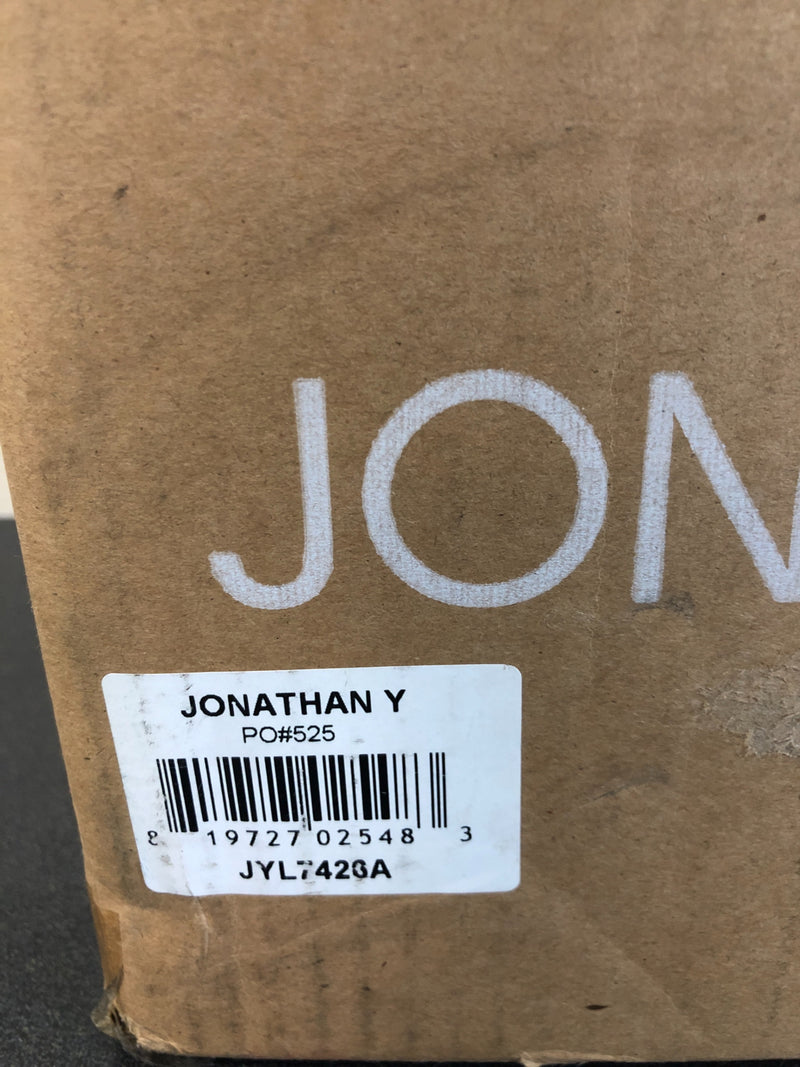 JON
JONATHAN Y
PO#525
8 19727 02548 3
JYL7426A